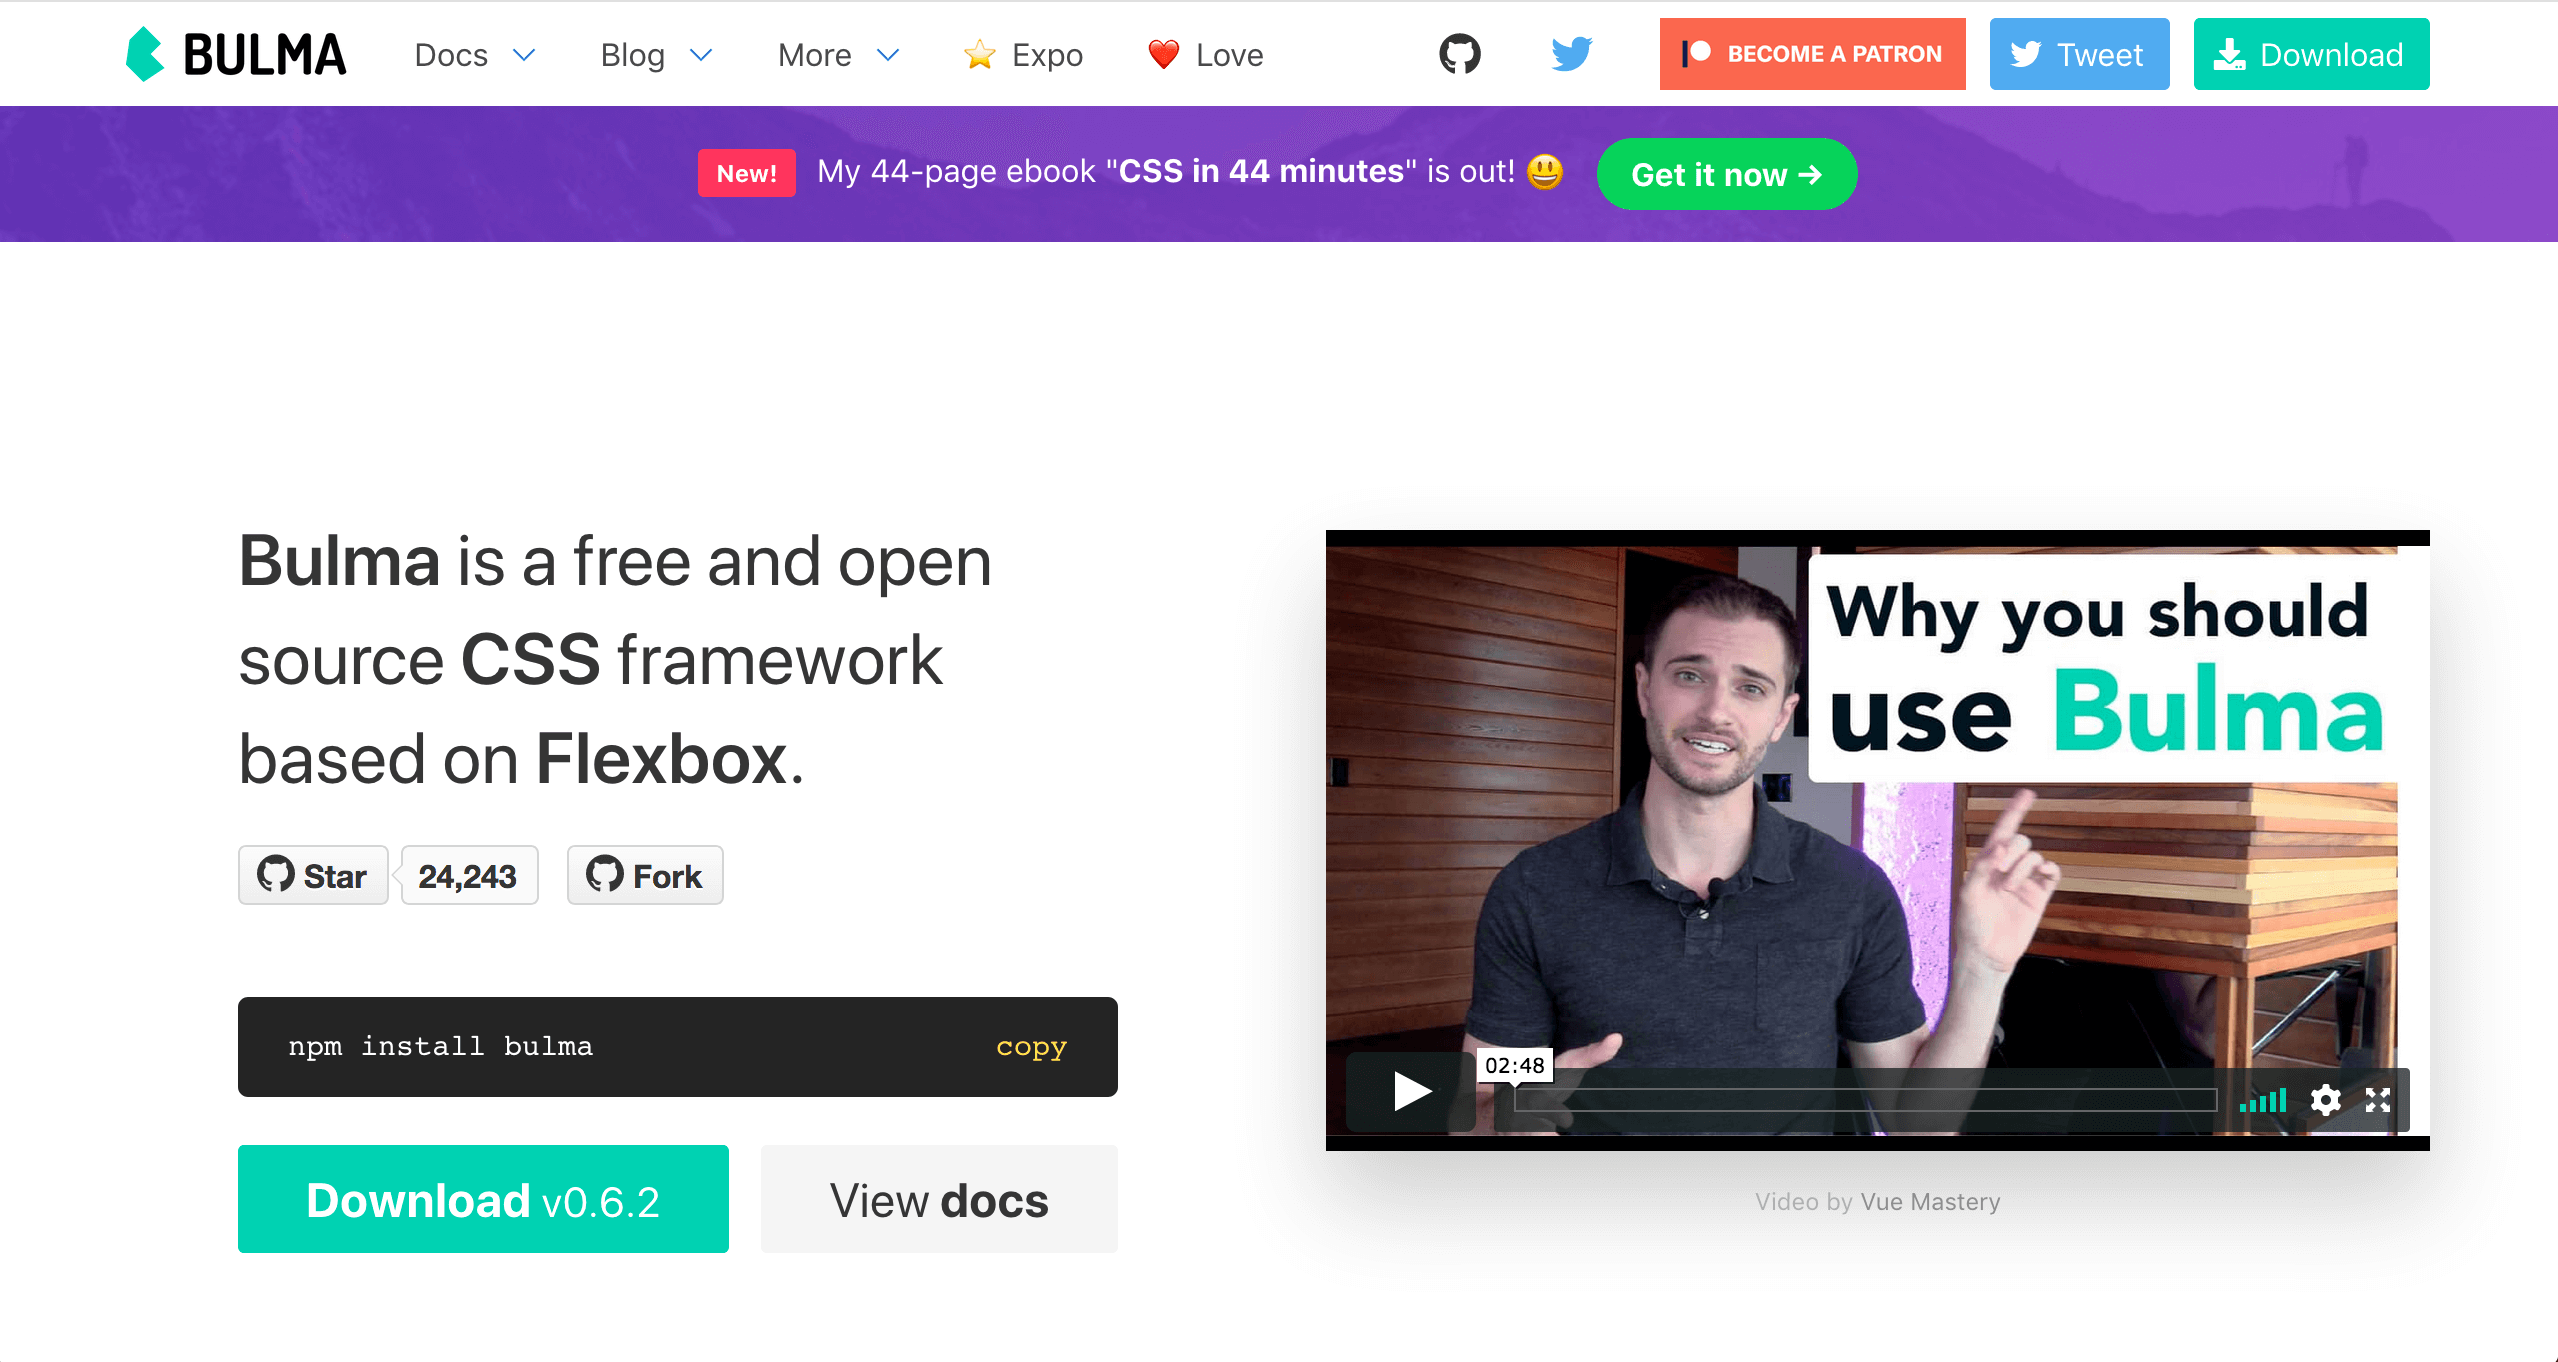 BULMA Docs Blog More ⭐ Expo ❤️ Love BECOME A PATRON Tweet Download
New! My 44-page ebook "CSS in 44 minutes" is out! 😃 Get it now →
Bulma is a free and open
source CSS framework
based on Flexbox.
Star 24,243 Fork
npm install bulma copy
Download v0.6.2 View docs
Why you should
use Bulma
02:48
Video by Vue Mastery